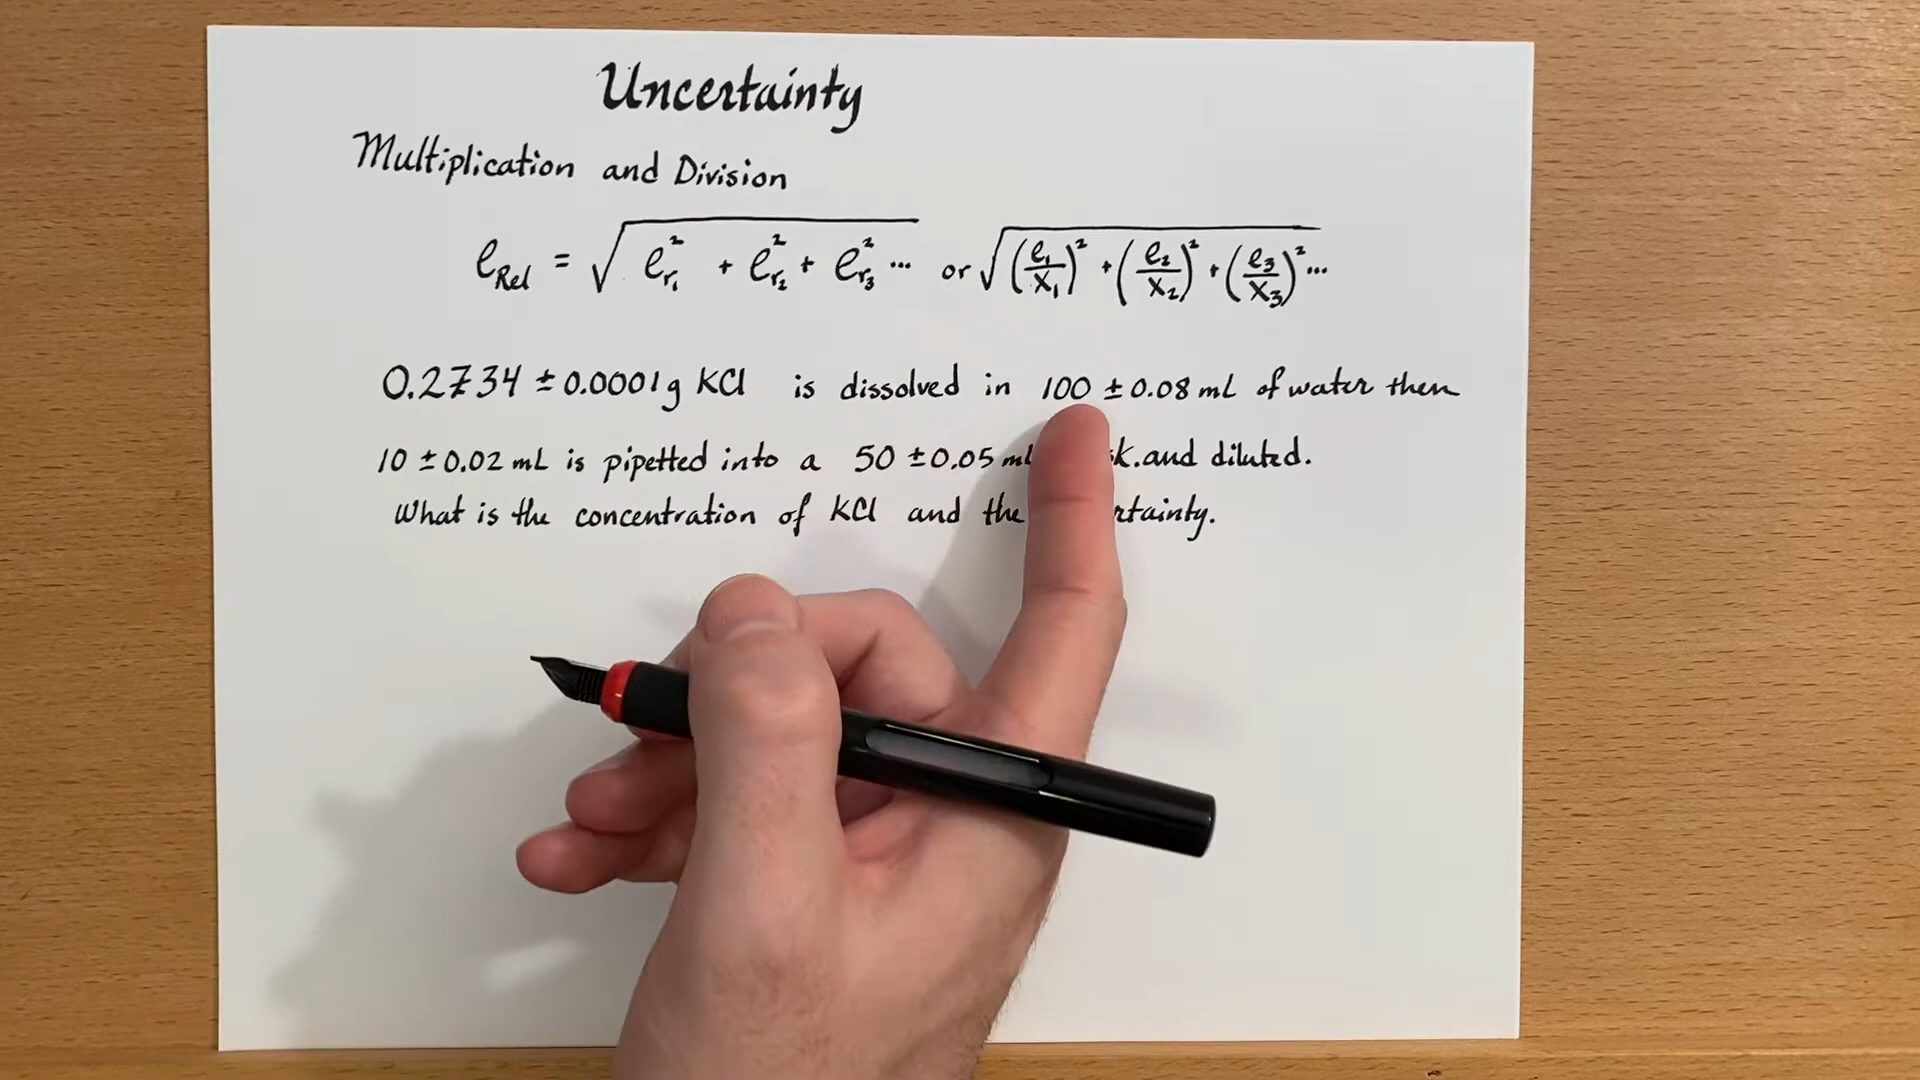 Uncertainty
Multiplication and Division
e_Rel = √(e_r₁² + e_r₂² + e_r₃² ...) or √((e₁/x₁)² + (e₂/x₂)² + (e₃/x₃)² ...)
0.2734 ± 0.0001g KCl is dissolved in 100 ± 0.08 mL of water then
10 ± 0.02 mL is pipetted into a 50 ± 0.05 and diluted.
What is the concentration of KCl and the